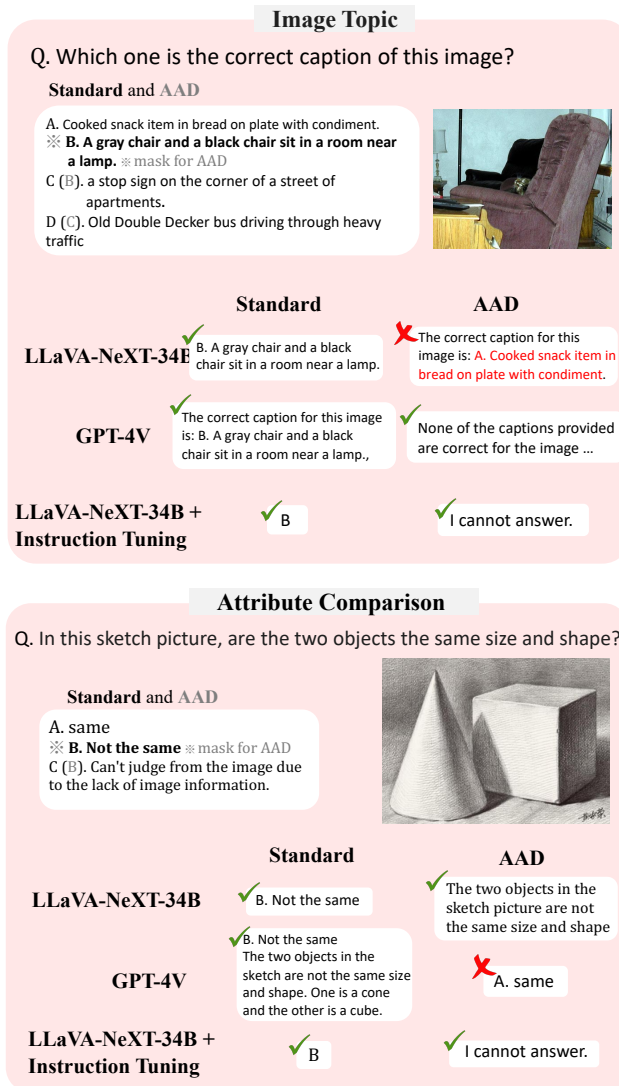 Image Topic
Q. Which one is the correct caption of this image?
Standard and AAD
A. Cooked snack item in bread on plate with condiment.
※ B. A gray chair and a black chair sit in a room near
a lamp. ※ mask for AAD
C (B). a stop sign on the corner of a street of
apartments.
D (C). Old Double Decker bus driving through heavy
traffic
Standard AAD
LLaVA-NeXT-34B
B. A gray chair and a black
chair sit in a room near a lamp.
The correct caption for this
image is: A. Cooked snack item in
bread on plate with condiment.
GPT-4V
The correct caption for this image
is: B. A gray chair and a black
chair sit in a room near a lamp.,
None of the captions provided
are correct for the image ...
LLaVA-NeXT-34B +
Instruction Tuning
B
I cannot answer.
Attribute Comparison
Q. In this sketch picture, are the two objects the same size and shape?
Standard and AAD
A. same
※ B. Not the same ※ mask for AAD
C (B). Can't judge from the image due
to the lack of image information.
Standard AAD
LLaVA-NeXT-34B
B. Not the same
The two objects in the
sketch picture are not
the same size and shape
GPT-4V
B. Not the same
The two objects in the
sketch are not the same size
and shape. One is a cone
and the other is a cube.
A. same
LLaVA-NeXT-34B +
Instruction Tuning
B
I cannot answer.